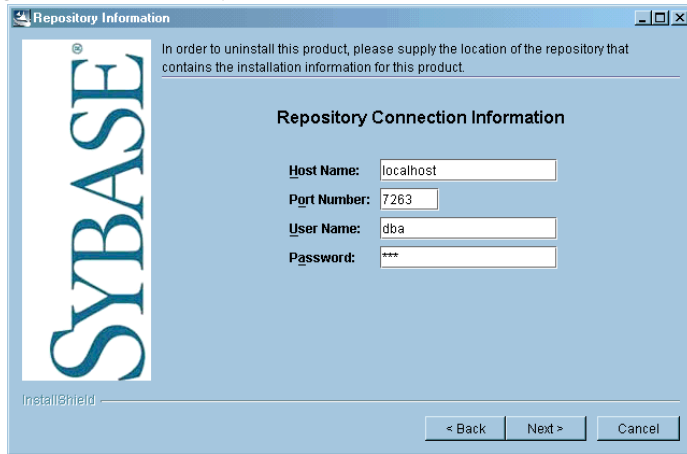 Repository Information
In order to uninstall this product, please supply the location of the repository that
contains the installation information for this product.
SYBASE®
Repository Connection Information
Host Name: localhost
Port Number: 7263
User Name: dba
Password: ***
InstallShield
< Back Next > Cancel